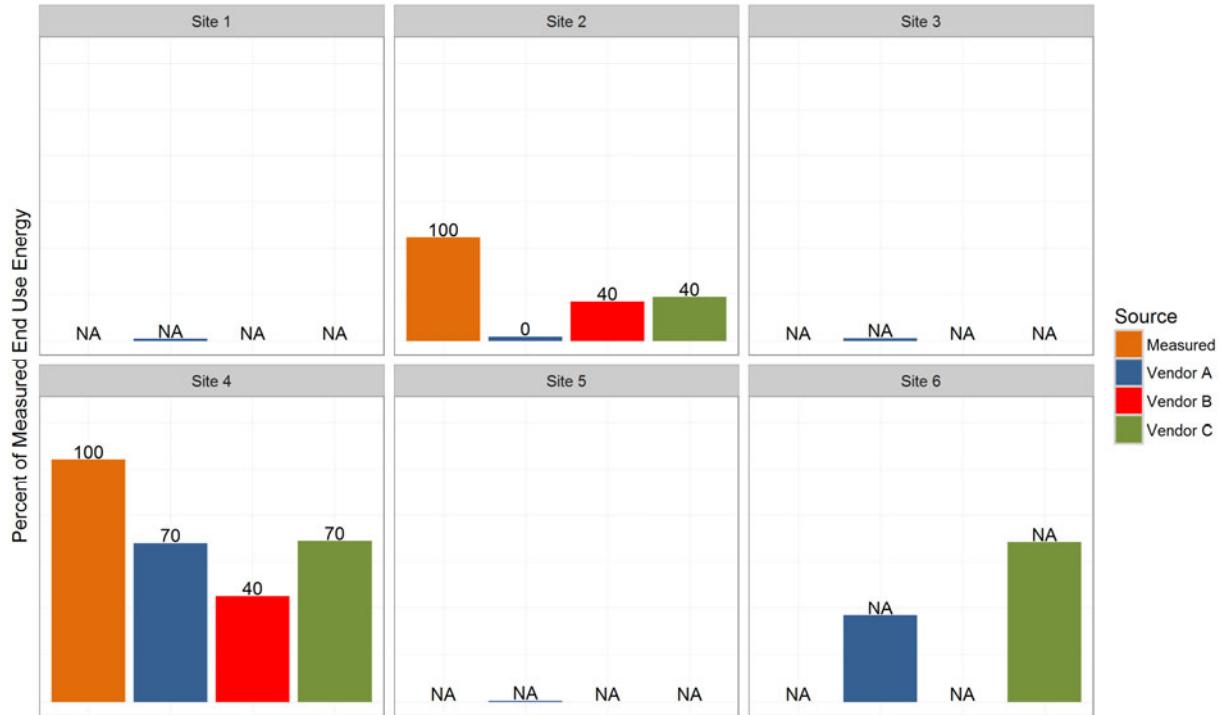 Site 1
Site 2
Site 3
Percent of Measured End Use Energy
NA
NA
NA
NA
100
0
40
40
NA
NA
NA
NA
Source
Measured
Vendor A
Vendor B
Vendor C
Site 4
Site 5
Site 6
100
70
40
70
NA
NA
NA
NA
NA
NA
NA
NA